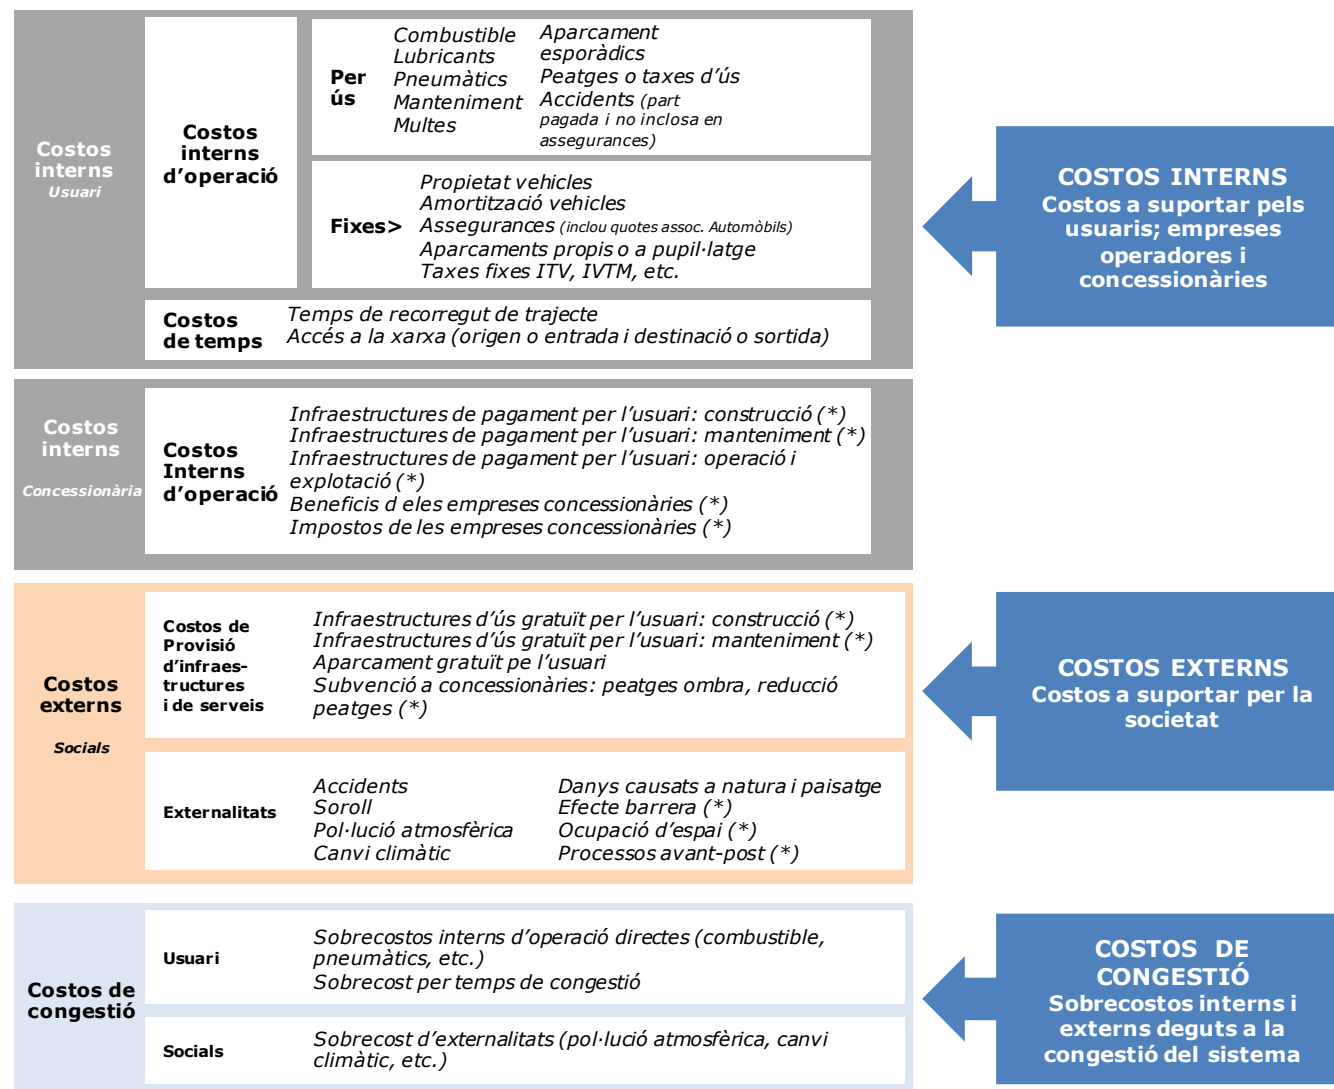 Costos
interns
Usuari
Costos
interns
d’operació
Per
ús
Combustible
Lubricants
Pneumàtics
Manteniment
Multes
Aparcament
esporàdics
Peatges o taxes d’ús
Accidents (part
pagada i no inclosa en
assegurances)
Fixes>
Propietat vehicles
Amortització vehicles
Assegurances (inclou quotes assoc. Automòbils)
Aparcaments propis o a pupil·latge
Taxes fixes ITV, IVTM, etc.
Costos
de temps
Temps de recorregut de trajecte
Accés a la xarxa (origen o entrada i destinació o sortida)
COSTOS INTERNS
Costos a suportar pels
usuaris; empreses
operadores i
concessionàries
Costos
interns
Concessionària
Costos
Interns
d’operació
Infraestructures de pagament per l’usuari: construcció (*)
Infraestructures de pagament per l’usuari: manteniment (*)
Infraestructures de pagament per l’usuari: operació i
explotació (*)
Beneficis d eles empreses concessionàries (*)
Impostos de les empreses concessionàries (*)
Costos
externs
Socials
Costos de
Provisió
d’infraes-
tructures
i de serveis
Infraestructures d’ús gratuït per l’usuari: construcció (*)
Infraestructures d’ús gratuït per l’usuari: manteniment (*)
Aparcament gratuït pe l’usuari
Subvenció a concessionàries: peatges ombra, reducció
peatges (*)
Externalitats
Accidents
Soroll
Pol·lució atmosfèrica
Canvi climàtic
Danys causats a natura i paisatge
Efecte barrera (*)
Ocupació d’espai (*)
Processos avant-post (*)
COSTOS EXTERNS
Costos a suportar per la
societat
Costos de
congestió
Usuari
Sobrecostos interns d’operació directes (combustible,
pneumàtics, etc.)
Sobrecost per temps de congestió
Socials
Sobrecost d’externalitats (pol·lució atmosfèrica, canvi
climàtic, etc.)
COSTOS DE
CONGESTIÓ
Sobrecostos interns i
externs deguts a la
congestió del sistema